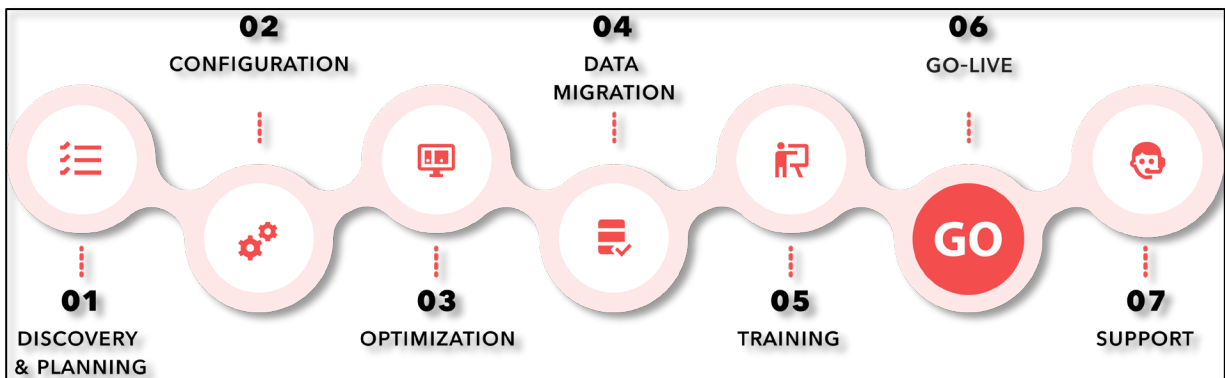 01
DISCOVERY
& PLANNING
02
CONFIGURATION
03
OPTIMIZATION
04
DATA
MIGRATION
05
TRAINING
06
GO-LIVE
GO
07
SUPPORT